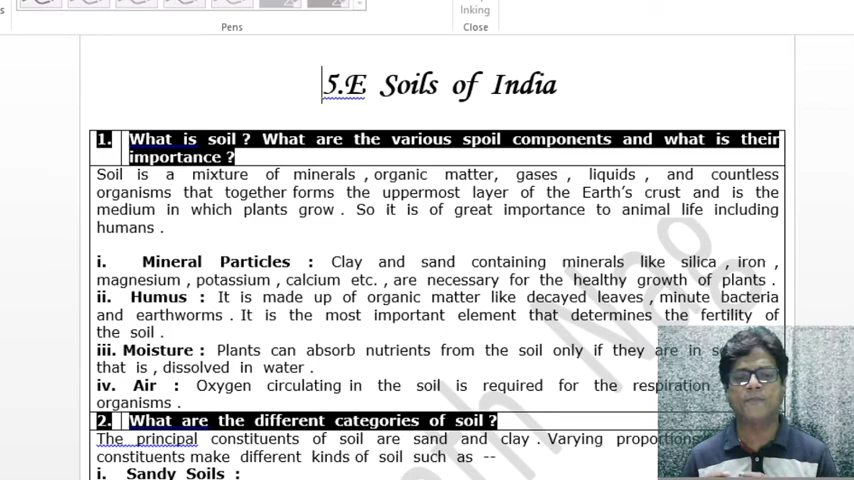 s
Pens
Inking
Close
5.E Soils of India
1. What is soil ? What are the various spoil components and what is their
importance ?
Soil is a mixture of minerals , organic matter, gases , liquids , and countless
organisms that together forms the uppermost layer of the Earth’s crust and is the
medium in which plants grow . So it is of great importance to animal life including
humans .
i. Mineral Particles : Clay and sand containing minerals like silica , iron ,
magnesium , potassium , calcium etc. , are necessary for the healthy growth of plants .
ii. Humus : It is made up of organic matter like decayed leaves , minute bacteria
and earthworms . It is the most important element that determines the fertility of
the soil .
iii. Moisture : Plants can absorb nutrients from the soil only if they are in
that is , dissolved in water .
iv. Air : Oxygen circulating in the soil is required for the respiration
organisms .
2. What are the different categories of soil ?
The principal constituents of soil are sand and clay . Varying proportions
constituents make different kinds of soil such as --
i. Sandy Soils :